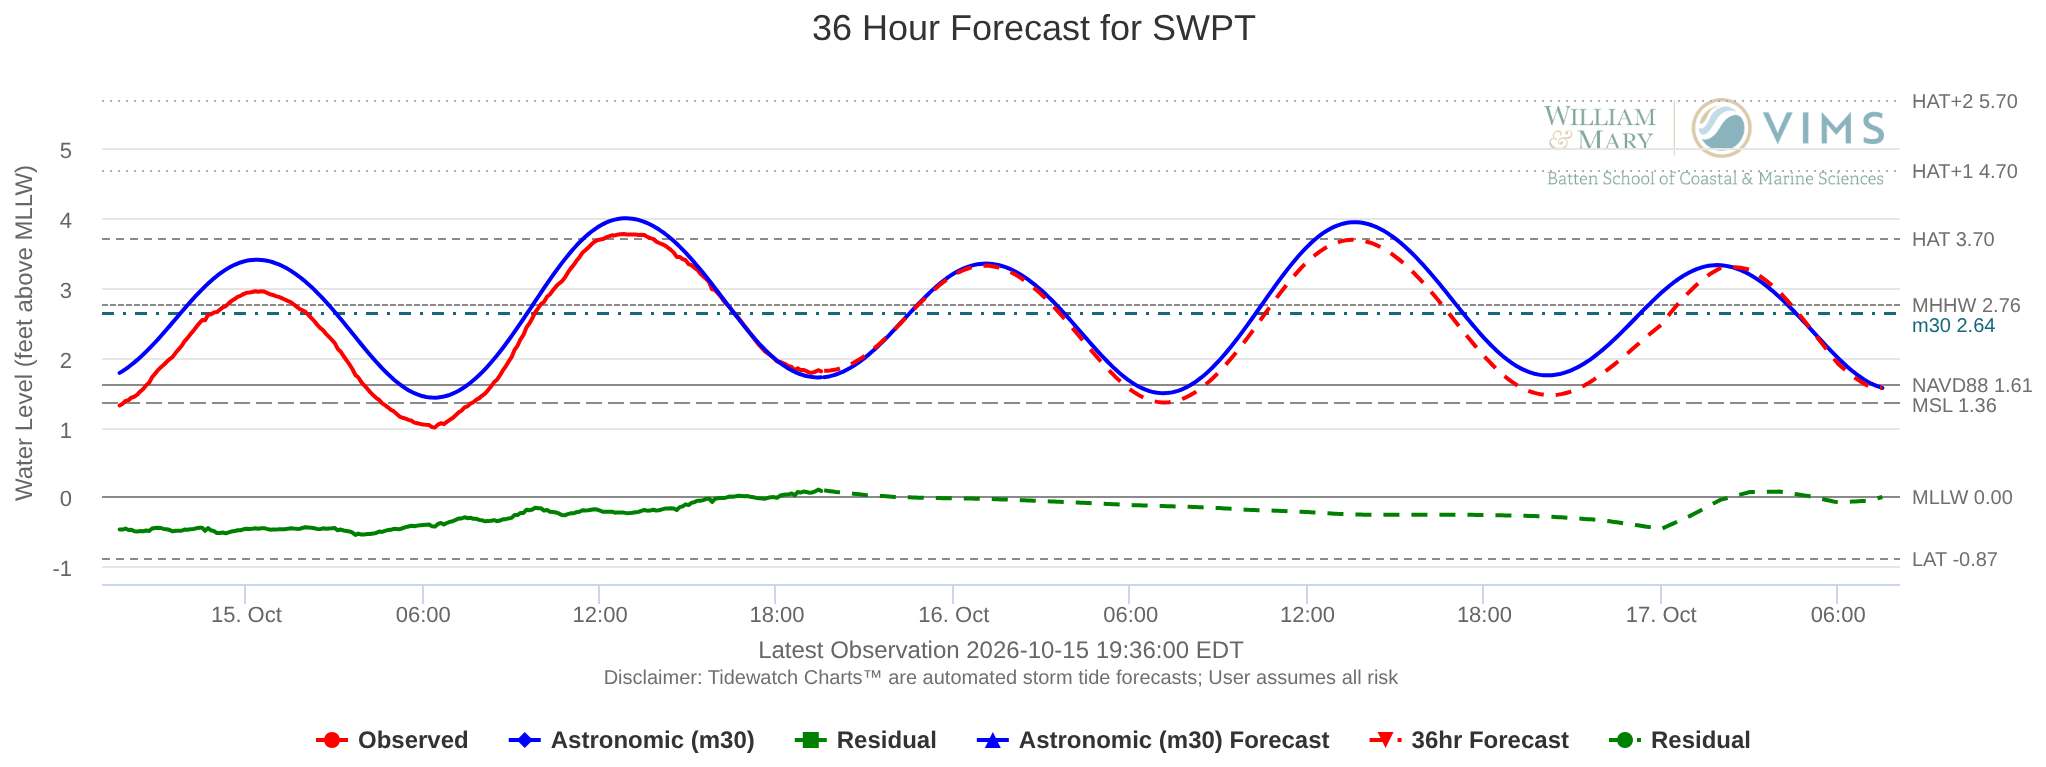 36 Hour Forecast for SWPT
HAT+2 5.70
WILLIAM & MARY
VIMS
Batten School of Coastal & Marine Sciences
HAT+1 4.70
HAT 3.70
MHHW 2.76
m30 2.64
NAVD88 1.61
MSL 1.36
MLLW 0.00
LAT -0.87
Water Level (feet above MLLW)
5
4
3
2
1
0
-1
15. Oct 06:00 12:00 18:00 16. Oct 06:00 12:00 18:00 17. Oct 06:00
Latest Observation 2026-10-15 19:36:00 EDT
Disclaimer: Tidewatch Charts™ are automated storm tide forecasts; User assumes all risk
Observed Astronomic (m30) Residual Astronomic (m30) Forecast 36hr Forecast Residual